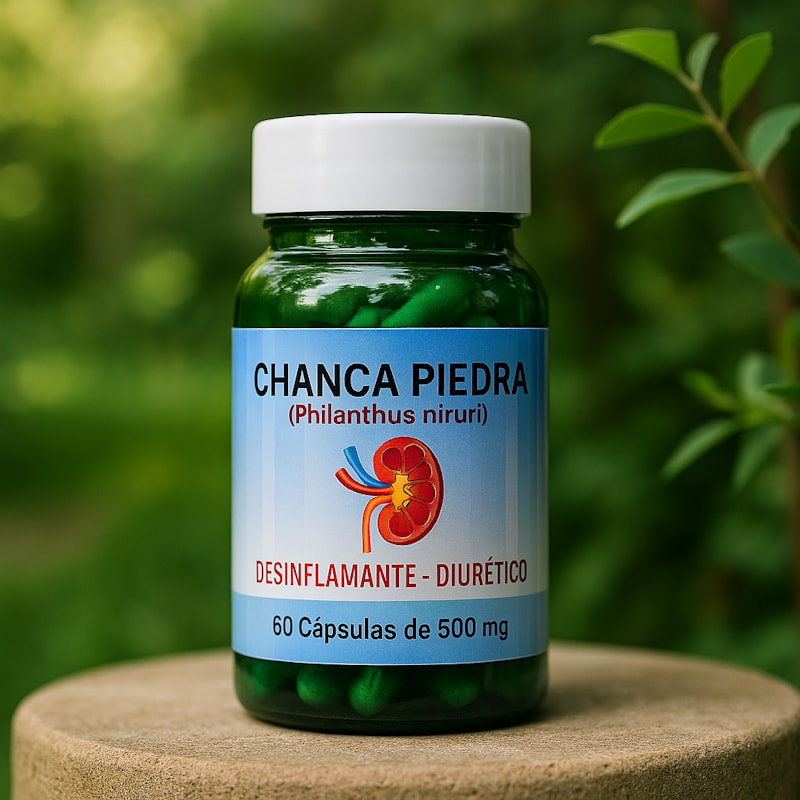 CHANCA PIEDRA
(Philanthus niruri)
DESINFLAMANTE - DIURÉTICO
60 Cápsulas de 500 mg